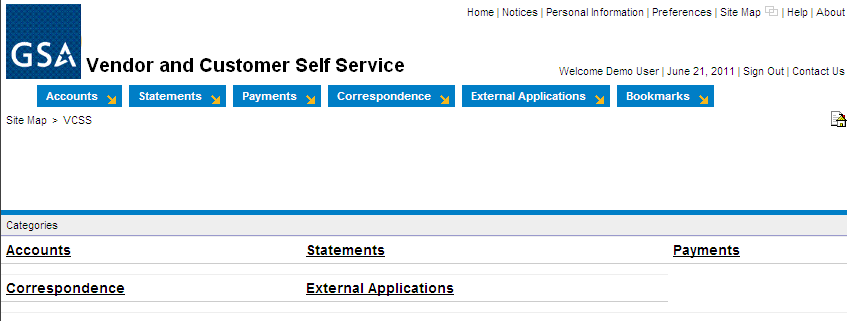 Home | Notices | Personal Information | Preferences | Site Map | Help | About
GSA
Vendor and Customer Self Service
Welcome Demo User | June 21, 2011 | Sign Out | Contact Us
Accounts Statements Payments Correspondence External Applications Bookmarks
Site Map > VCSS
Categories
Accounts Statements Payments
Correspondence External Applications